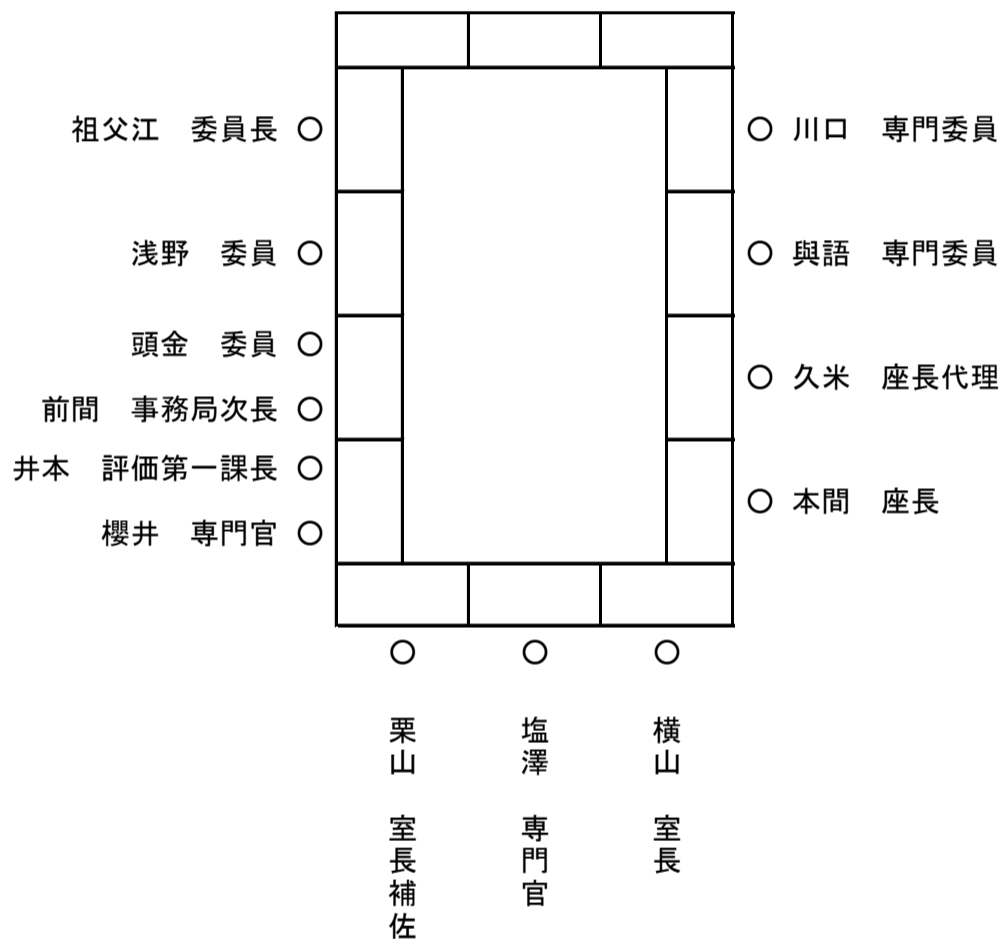 祖父江　委員長
浅野　委員
頭金　委員
前間　事務局次長
井本　評価第一課長
櫻井　専門官
川口　専門委員
與語　専門委員
久米　座長代理
本間　座長
栗山　室長補佐
塩澤　専門官
横山　室長